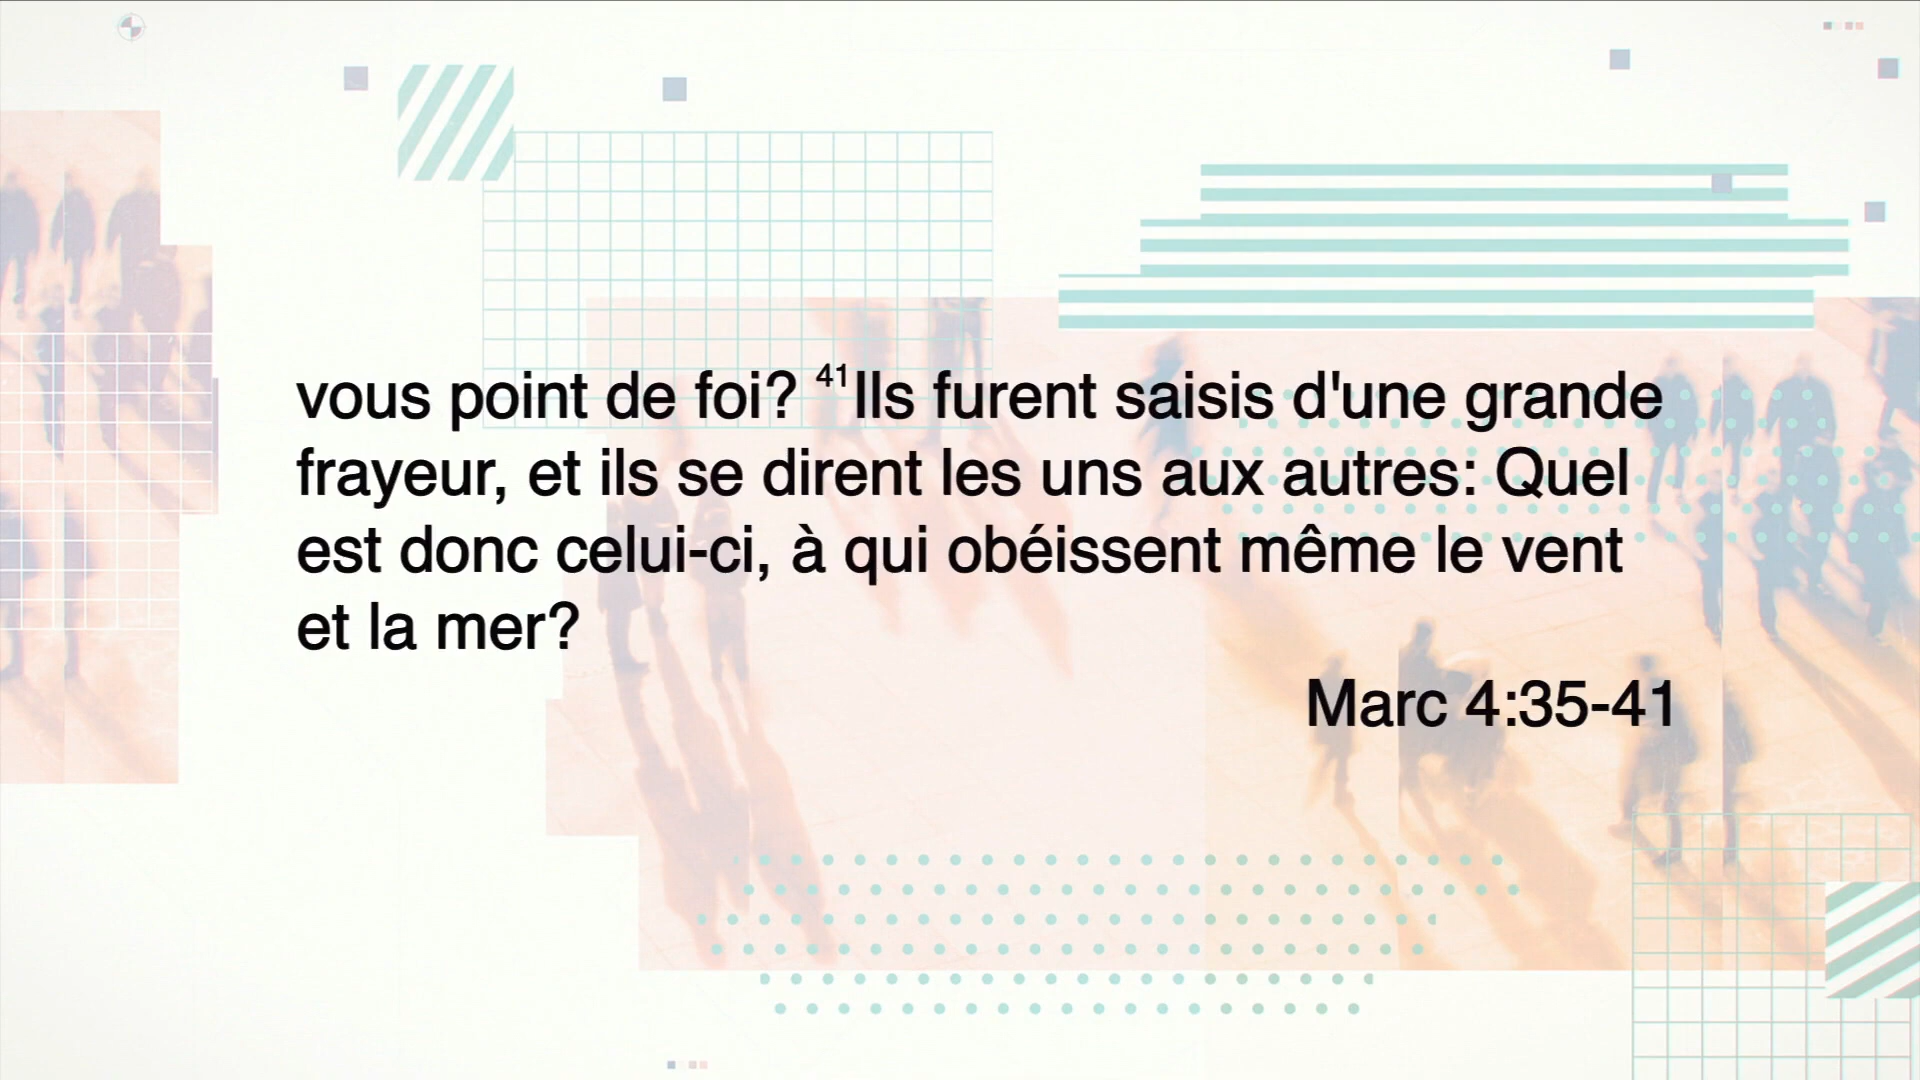 vous point de foi? ⁴¹Ils furent saisis d'une grande
frayeur, et ils se dirent les uns aux autres: Quel
est donc celui-ci, à qui obéissent même le vent
et la mer?
Marc 4:35-41